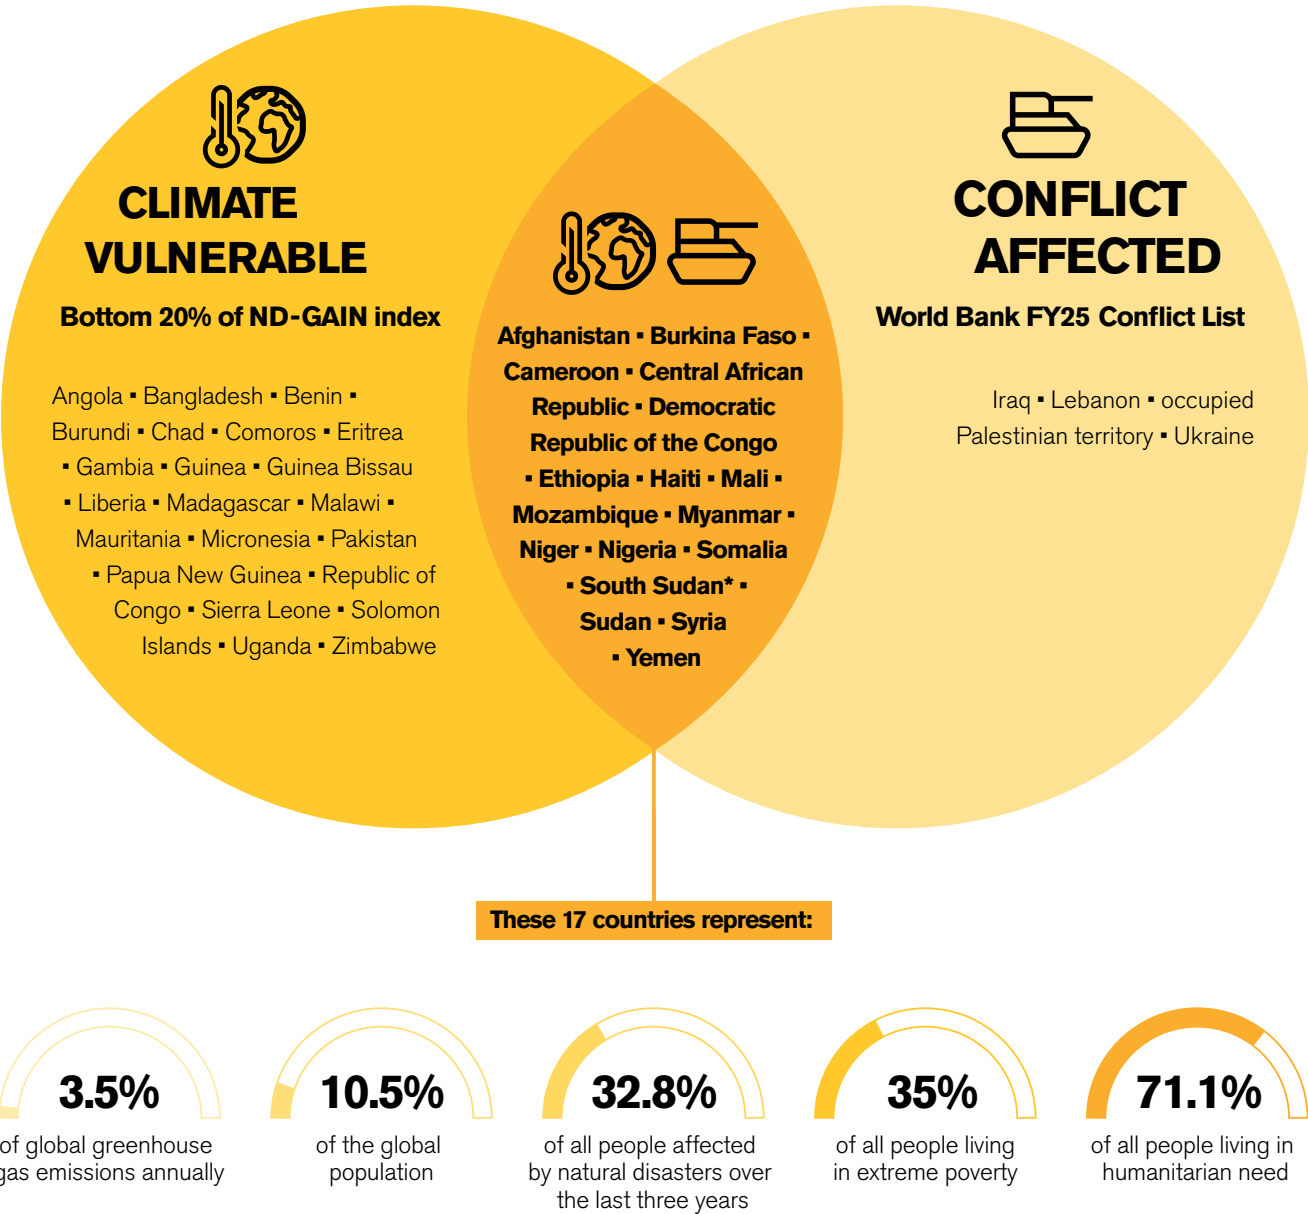 CLIMATE
VULNERABLE
Bottom 20% of ND-GAIN index
Angola ▪ Bangladesh ▪ Benin ▪
Burundi ▪ Chad ▪ Comoros ▪ Eritrea
▪ Gambia ▪ Guinea ▪ Guinea Bissau
▪ Liberia ▪ Madagascar ▪ Malawi ▪
Mauritania ▪ Micronesia ▪ Pakistan
▪ Papua New Guinea ▪ Republic of
Congo ▪ Sierra Leone ▪ Solomon
Islands ▪ Uganda ▪ Zimbabwe
Afghanistan ▪ Burkina Faso ▪
Cameroon ▪ Central African
Republic ▪ Democratic
Republic of the Congo
▪ Ethiopia ▪ Haiti ▪ Mali ▪
Mozambique ▪ Myanmar ▪
Niger ▪ Nigeria ▪ Somalia
▪ South Sudan* ▪
Sudan ▪ Syria
▪ Yemen
CONFLICT
AFFECTED
World Bank FY25 Conflict List
Iraq ▪ Lebanon ▪ occupied
Palestinian territory ▪ Ukraine
These 17 countries represent:
3.5%
of global greenhouse
gas emissions annually
10.5%
of the global
population
32.8%
of all people affected
by natural disasters over
the last three years
35%
of all people living
in extreme poverty
71.1%
of all people living in
humanitarian need